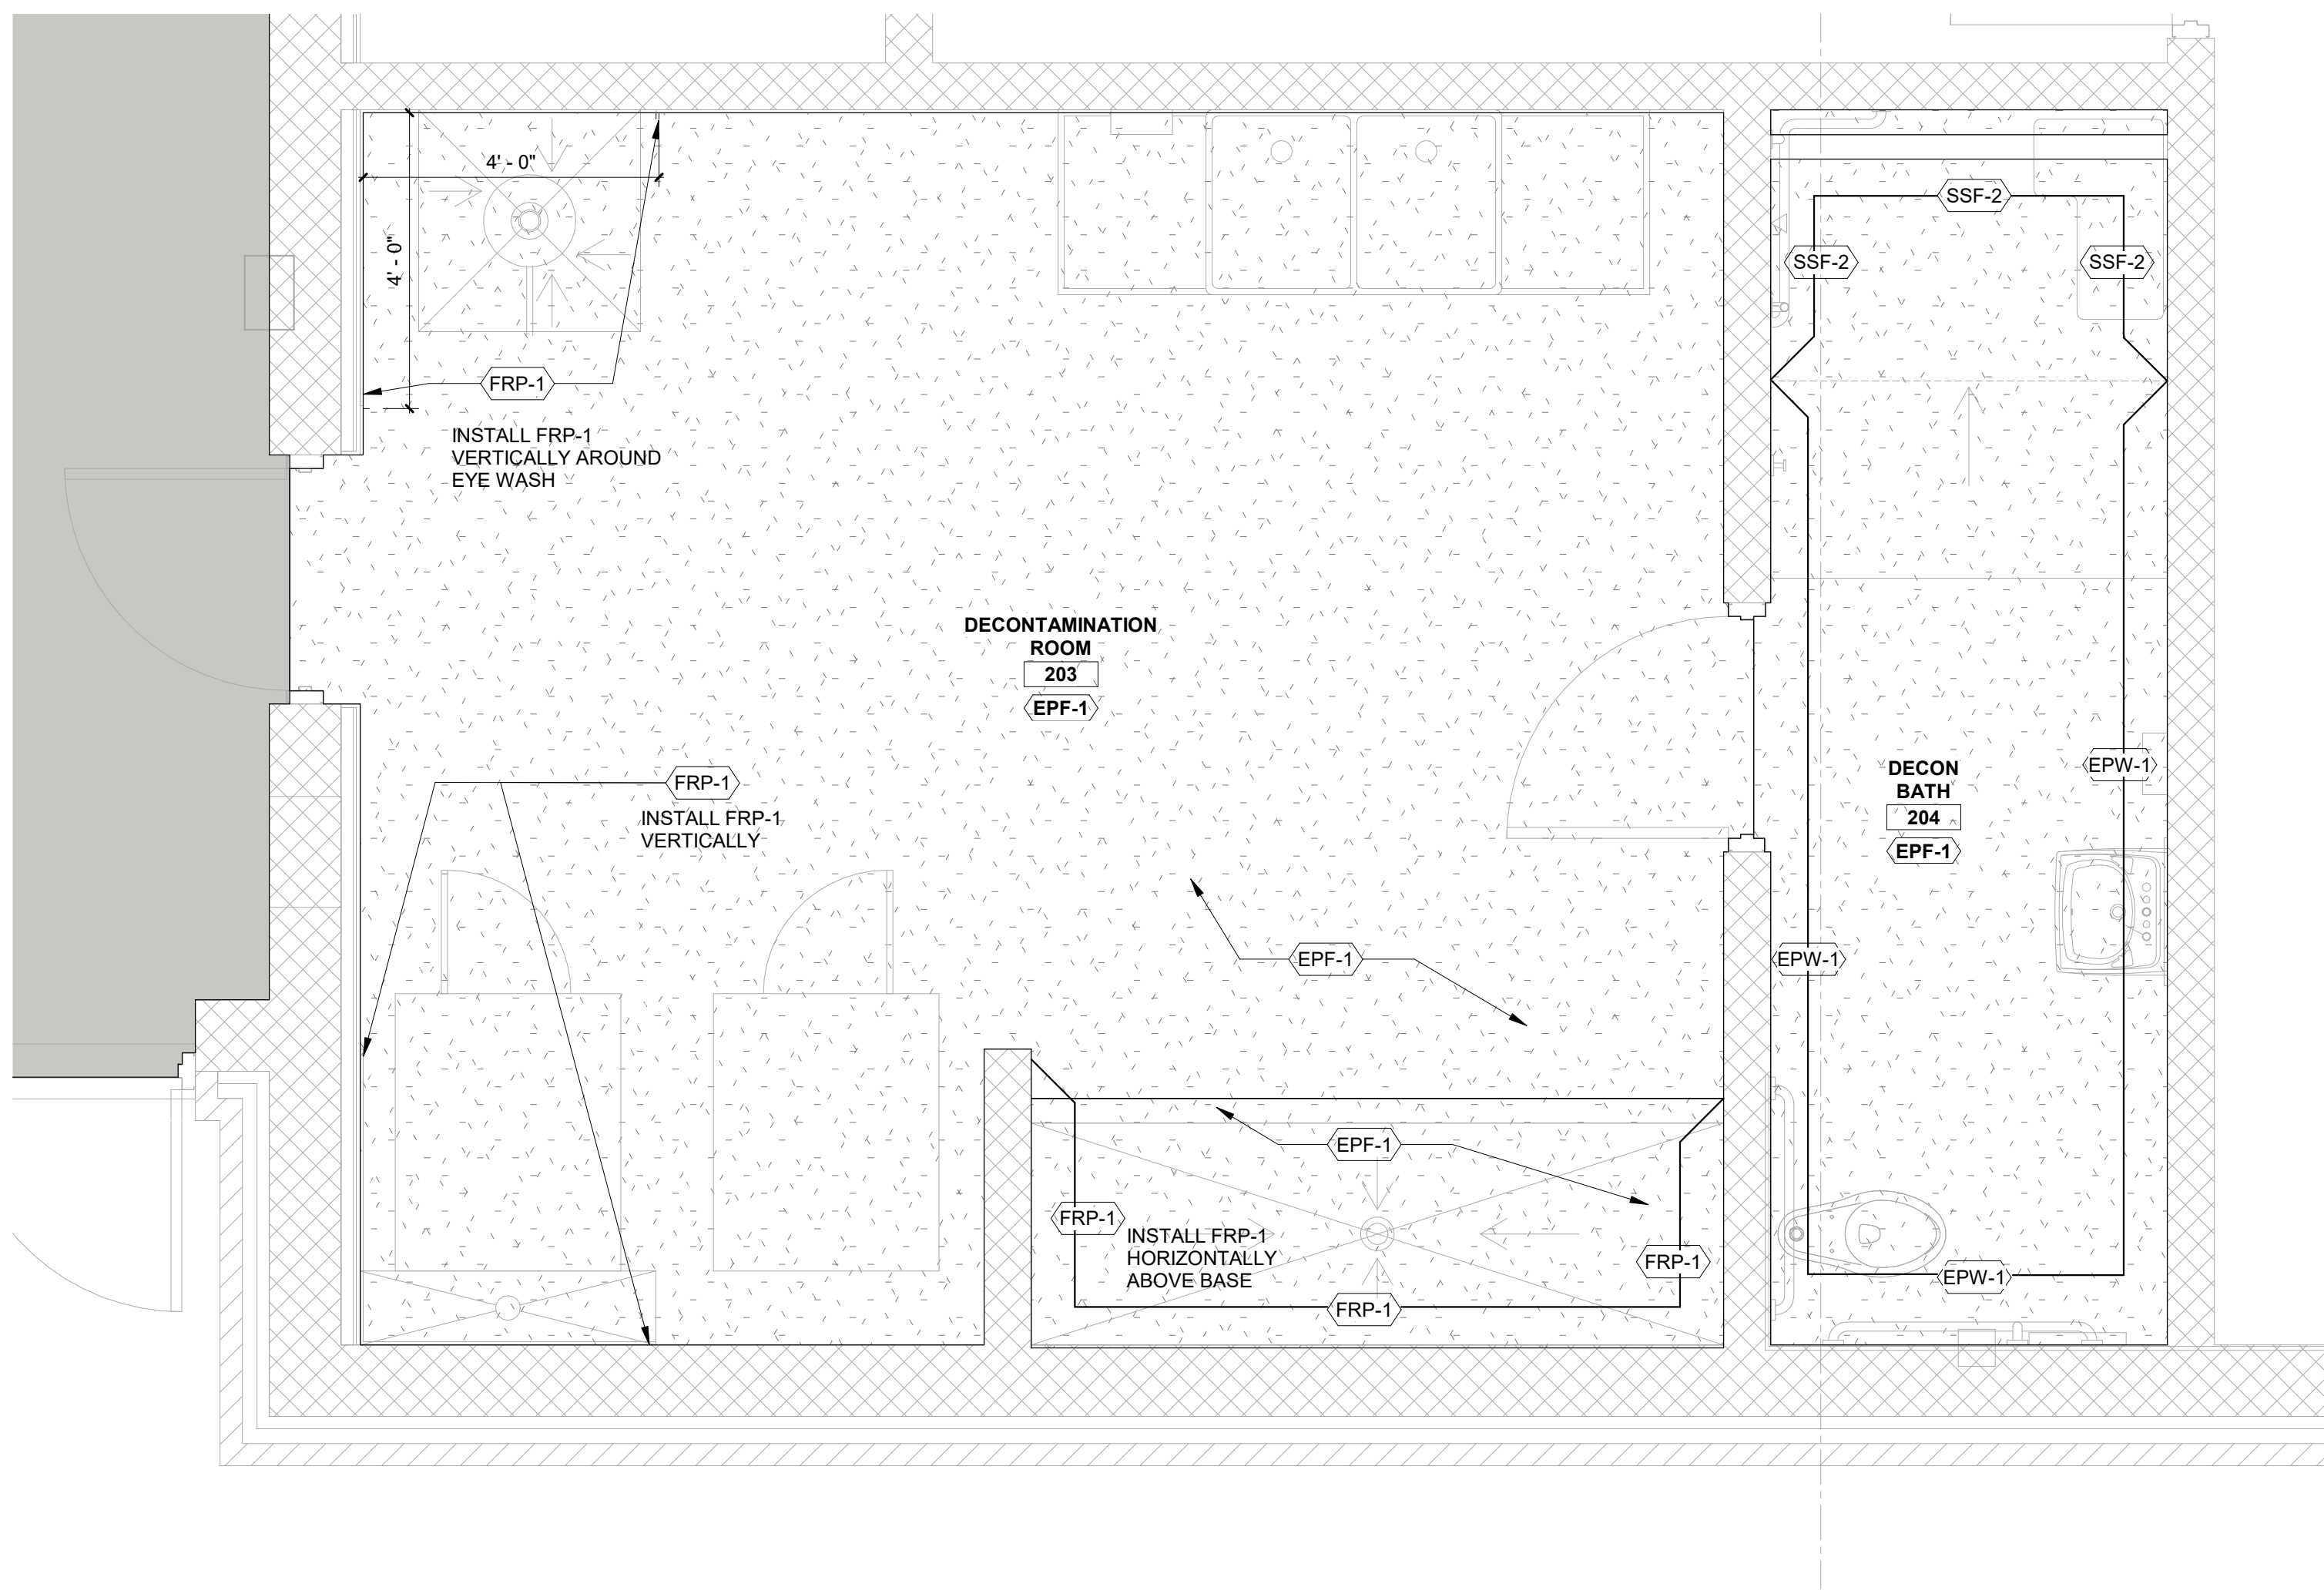 4' - 0"
4' - 0"
FRP-1
INSTALL FRP-1
VERTICALLY AROUND
EYE WASH
SSF-2
SSF-2
SSF-2
DECONTAMINATION
ROOM
203
EPF-1
FRP-1
INSTALL FRP-1
VERTICALLY
EPW-1
DECON
BATH
204
EPF-1
EPF-1
EPW-1
EPF-1
FRP-1
INSTALL FRP-1
HORIZONTALLY
ABOVE BASE
FRP-1
FRP-1
EPW-1